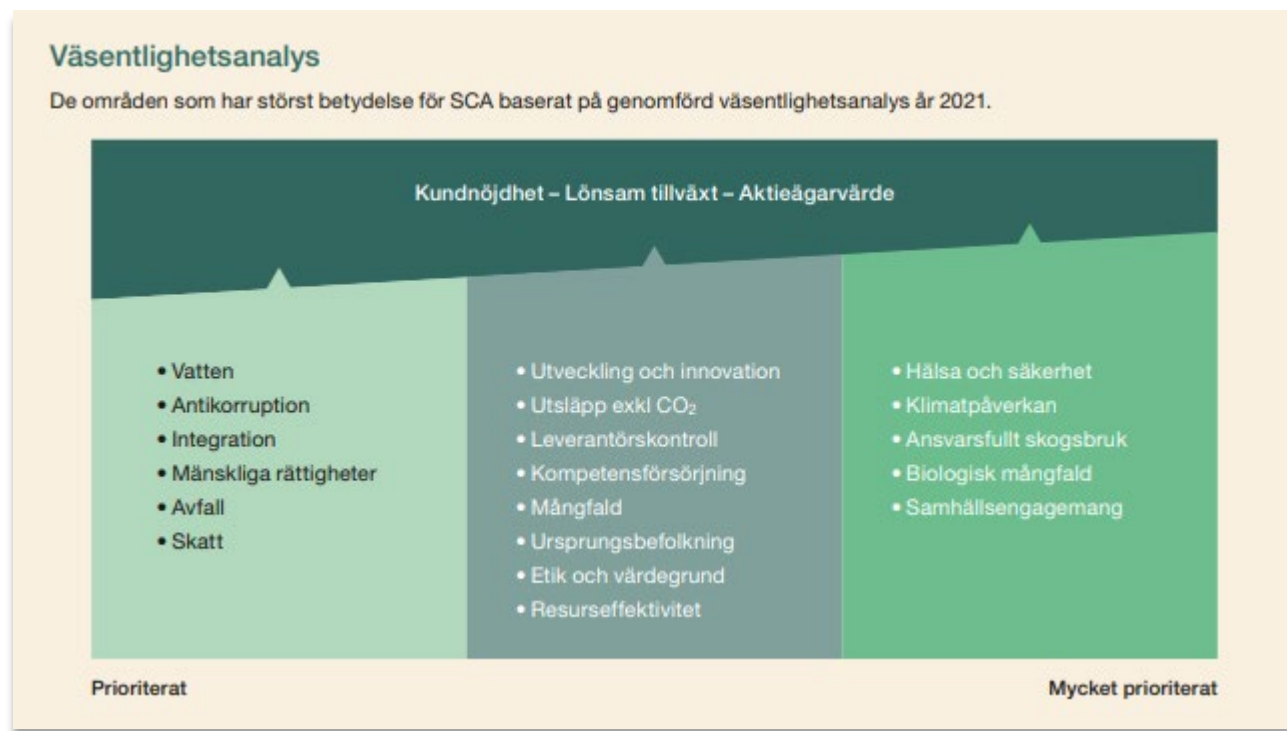 Väsentlighetsanalys
De områden som har störst betydelse för SCA baserat på genomförd väsentlighetsanalys år 2021.
Kundnöjdhet – Lönsam tillväxt – Aktieägarvärde
• Vatten
• Antikorruption
• Integration
• Mänskliga rättigheter
• Avfall
• Skatt
• Utveckling och innovation
• Utsläpp exkl CO₂
• Leverantörskontroll
• Kompetensförsörjning
• Mångfald
• Ursprungsbefolkning
• Etik och värdegrund
• Resurseffektivitet
• Hälsa och säkerhet
• Klimatpåverkan
• Ansvarsfullt skogsbruk
• Biologisk mångfald
• Samhällsengagemang
Prioriterat
Mycket prioriterat